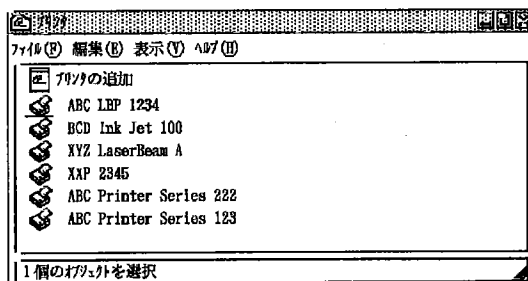 ﾌﾟﾘﾝﾀ
ﾌｧｲﾙ(F) 編集(E) 表示(V) ﾍﾙﾌﾟ(H)
ﾌﾟﾘﾝﾀの追加
ABC LBP 1234
BCD Ink Jet 100
XYZ LaserBeam A
XXP 2345
ABC Printer Series 222
ABC Printer Series 123
1個のｵﾌﾞｼﾞｪｸﾄを選択